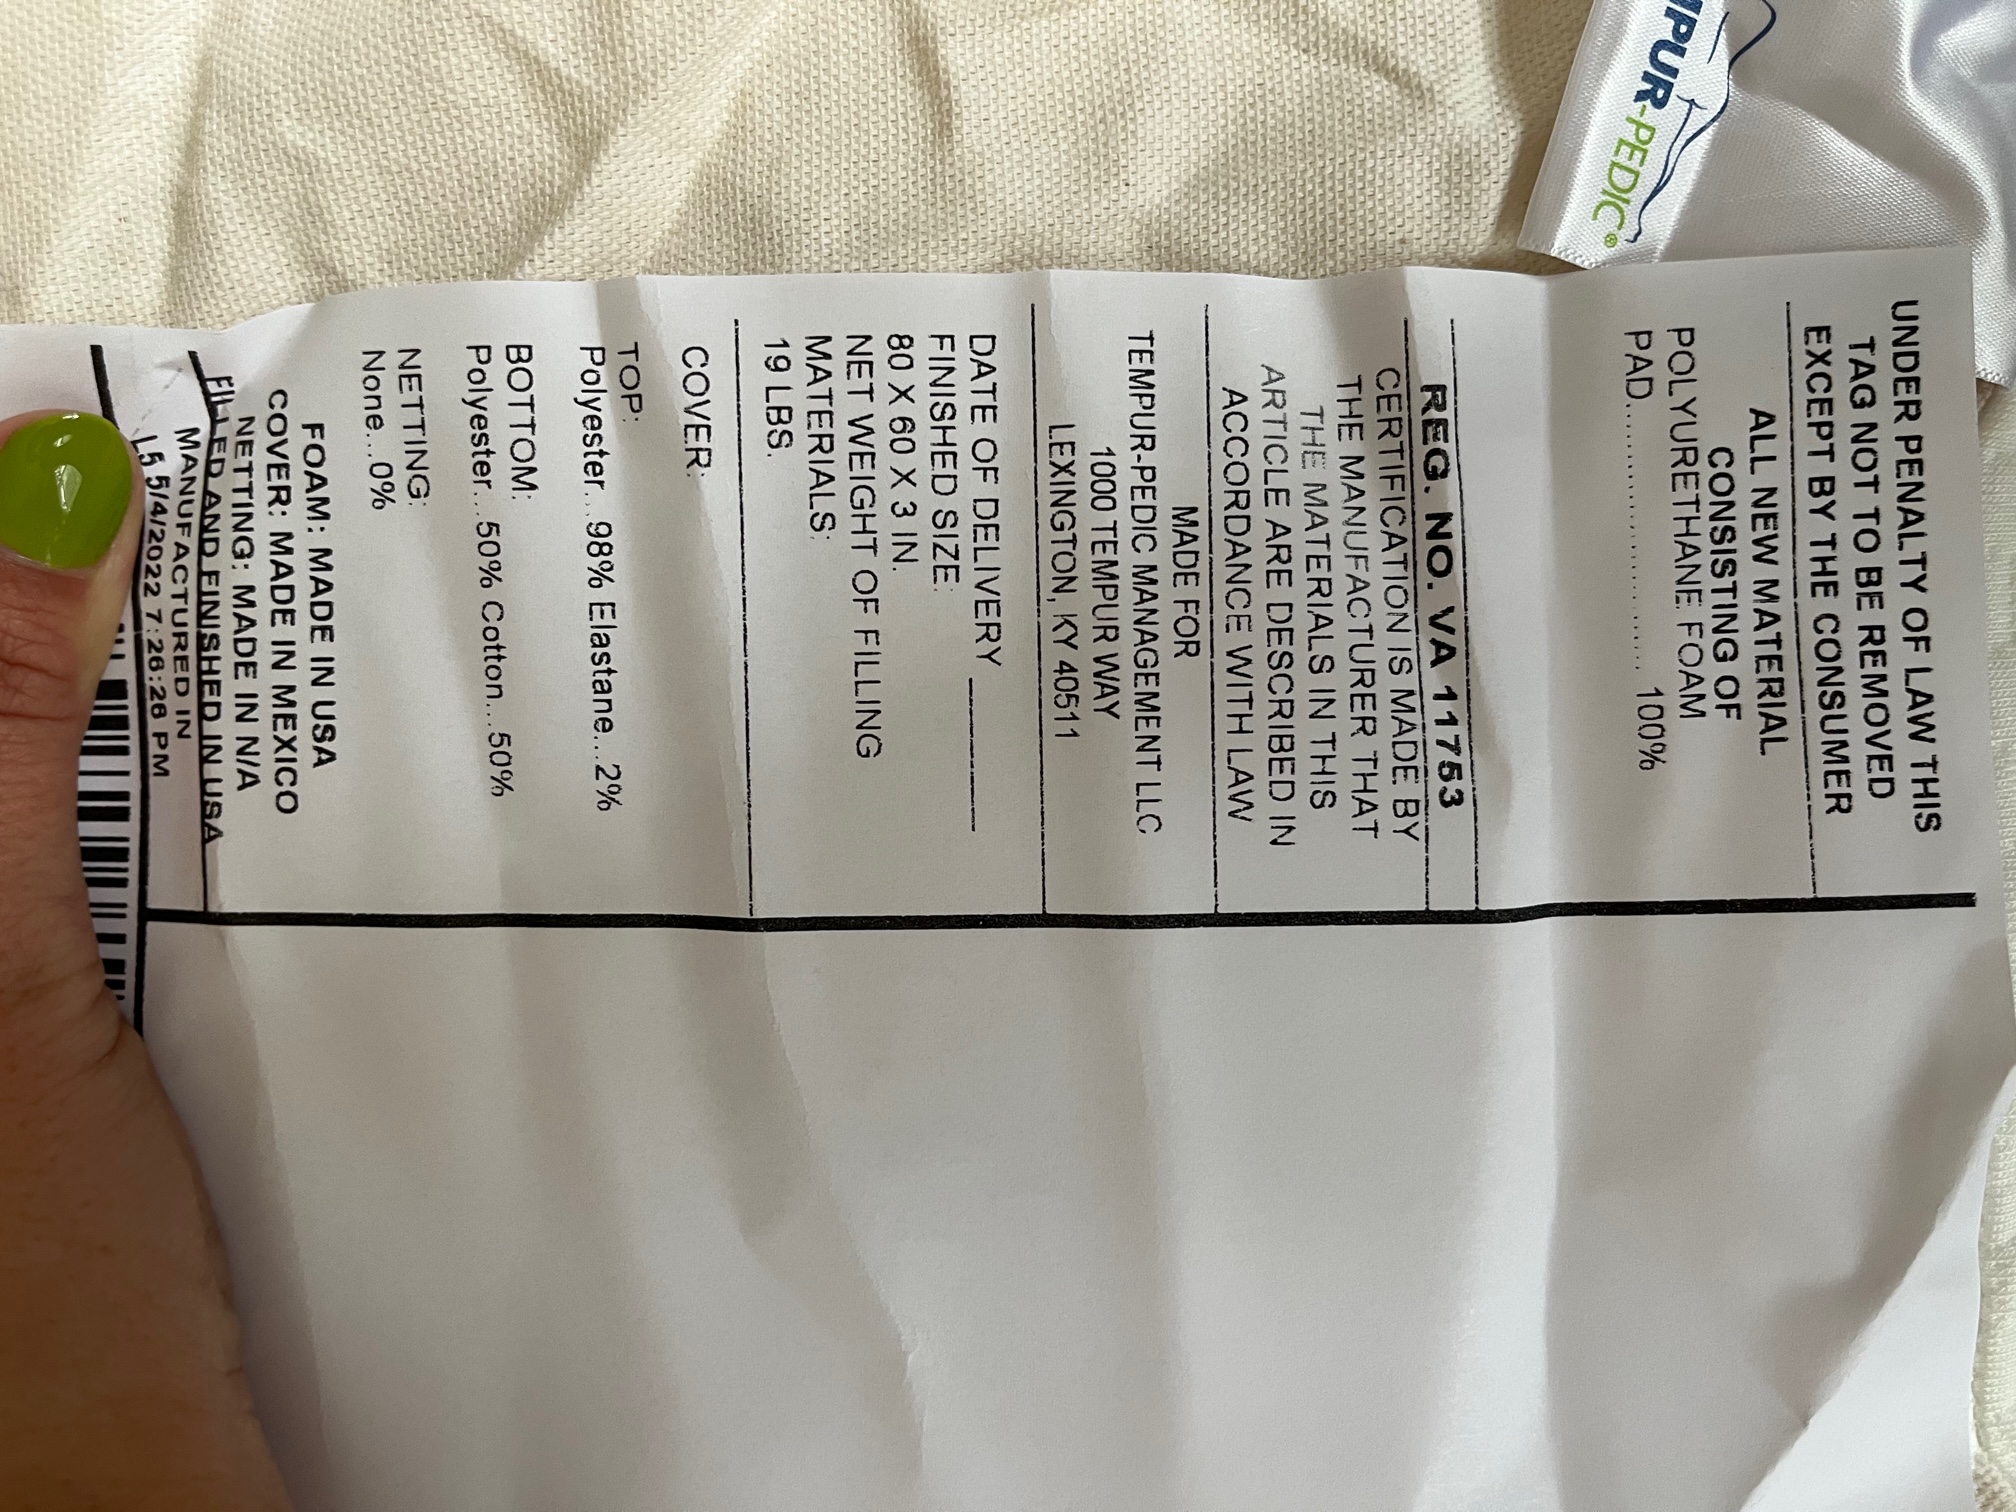 PUR-PEDIC®
UNDER PENALTY OF LAW THIS
TAG NOT TO BE REMOVED
EXCEPT BY THE CONSUMER
ALL NEW MATERIAL
CONSISTING OF
POLYURETHANE FOAM
PAD.................... 100%
REG. NO. VA 11753
CERTIFICATION IS MADE BY
THE MANUFACTURER THAT
THE MATERIALS IN THIS
ARTICLE ARE DESCRIBED IN
ACCORDANCE WITH LAW
MADE FOR
TEMPUR-PEDIC MANAGEMENT LLC
1000 TEMPUR WAY
LEXINGTON, KY 40511
DATE OF DELIVERY ____________
FINISHED SIZE:
80 X 60 X 3 IN.
NET WEIGHT OF FILLING
MATERIALS:
19 LBS.
COVER:
TOP:
Polyester...98% Elastane...2%
BOTTOM:
Polyester...50% Cotton...50%
NETTING:
None...0%
FOAM: MADE IN USA
COVER: MADE IN MEXICO
NETTING: MADE IN N/A
FILLED AND FINISHED IN USA
MANUFACTURED IN
5/4/2022 7:26:28 PM